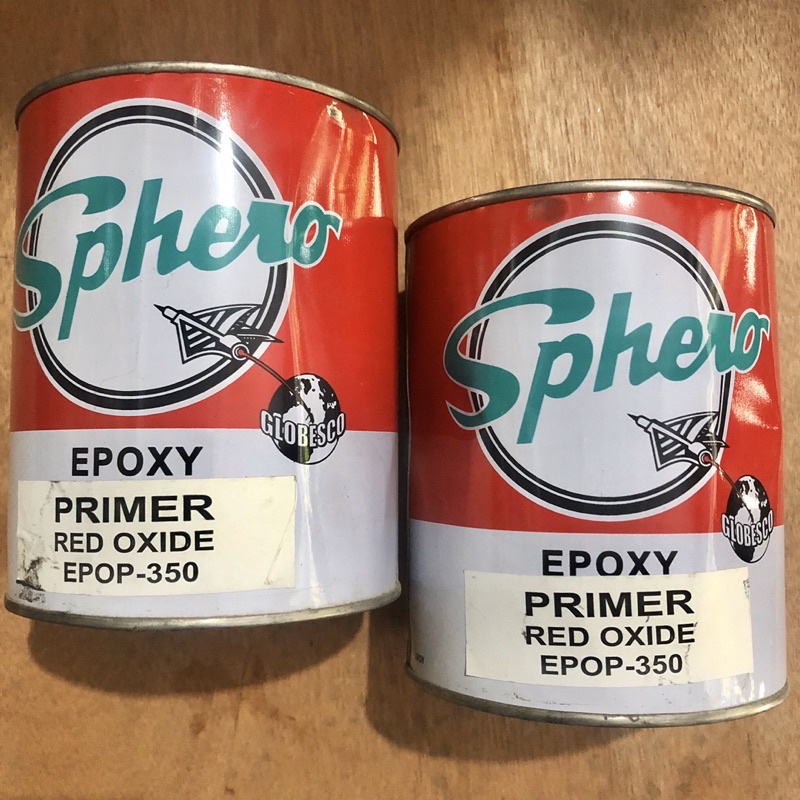 Sphero
GLOBESCO
EPOXY
PRIMER
RED OXIDE
EPOP-350
Sphero
GLOBESCO
EPOXY
PRIMER
RED OXIDE
EPOP-350